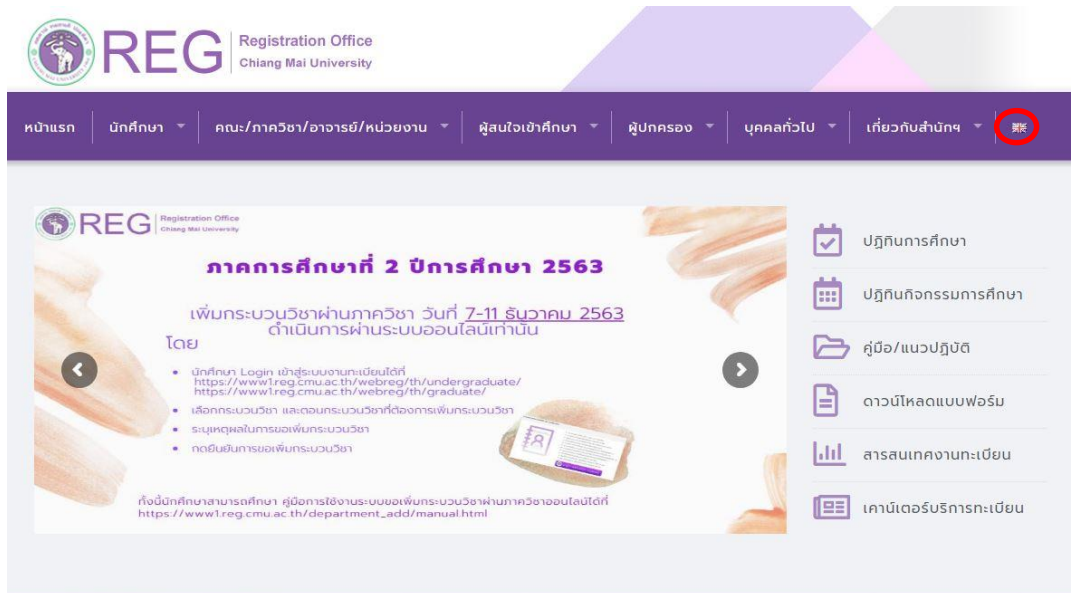 REG
Registration Office
Chiang Mai University
หน้าแรก
นักศึกษา
คณะ/ภาควิชา/อาจารย์/หน่วยงาน
ผู้สนใจเข้าศึกษา
ผู้ปกครอง
บุคคลทั่วไป
เกี่ยวกับสำนักฯ
REG
Registration Office
Chiang Mai University
ภาคการศึกษาที่ 2 ปีการศึกษา 2563
เพิ่มกระบวนวิชาผ่านภาควิชา วันที่ 7-11 ธันวาคม 2563
ดำเนินการผ่านระบบออนไลน์เท่านั้น
โดย
• นักศึกษา Login เข้าสู่ระบบงานทะเบียนได้ที่
https://www1.reg.cmu.ac.th/webreg/th/undergraduate/
https://www1.reg.cmu.ac.th/webreg/th/graduate/
• เลือกกระบวนวิชา และตอนกระบวนวิชาที่ต้องการเพิ่มกระบวนวิชา
• ระบุเหตุผลในการขอเพิ่มกระบวนวิชา
• กดยืนยันการขอเพิ่มกระบวนวิชา
ทั้งนี้นักศึกษาสามารถศึกษา คู่มือการใช้งานระบบขอเพิ่มกระบวนวิชาผ่านภาควิชาออนไลน์ได้ที่
https://www1.reg.cmu.ac.th/department_add/manual.html
ปฏิทินการศึกษา
ปฏิทินกิจกรรมการศึกษา
คู่มือ/แนวปฏิบัติ
ดาวน์โหลดแบบฟอร์ม
สารสนเทศงานทะเบียน
เคาน์เตอร์บริการทะเบียน